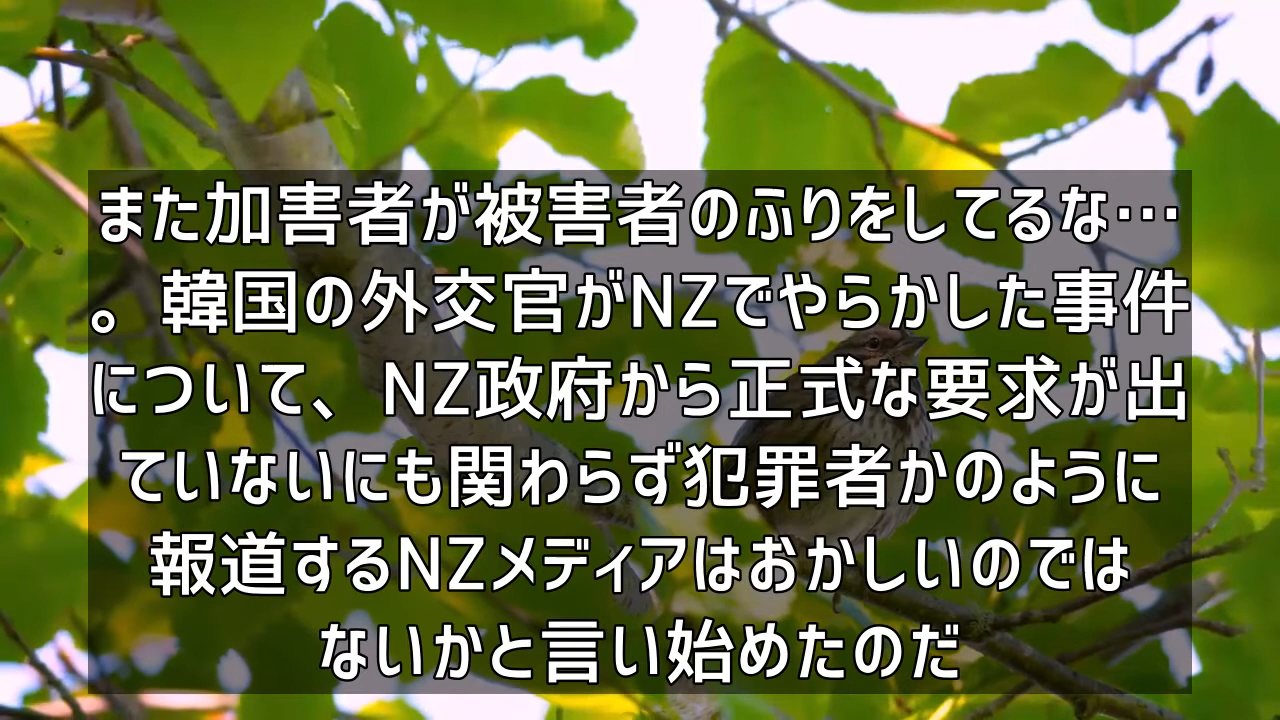 また加害者が被害者のふりをしてるな…
。韓国の外交官がNZでやらかした事件
について、NZ政府から正式な要求が出
ていないにも関わらず犯罪者かのように
報道するNZメディアはおかしいのでは
ないかと言い始めたのだ